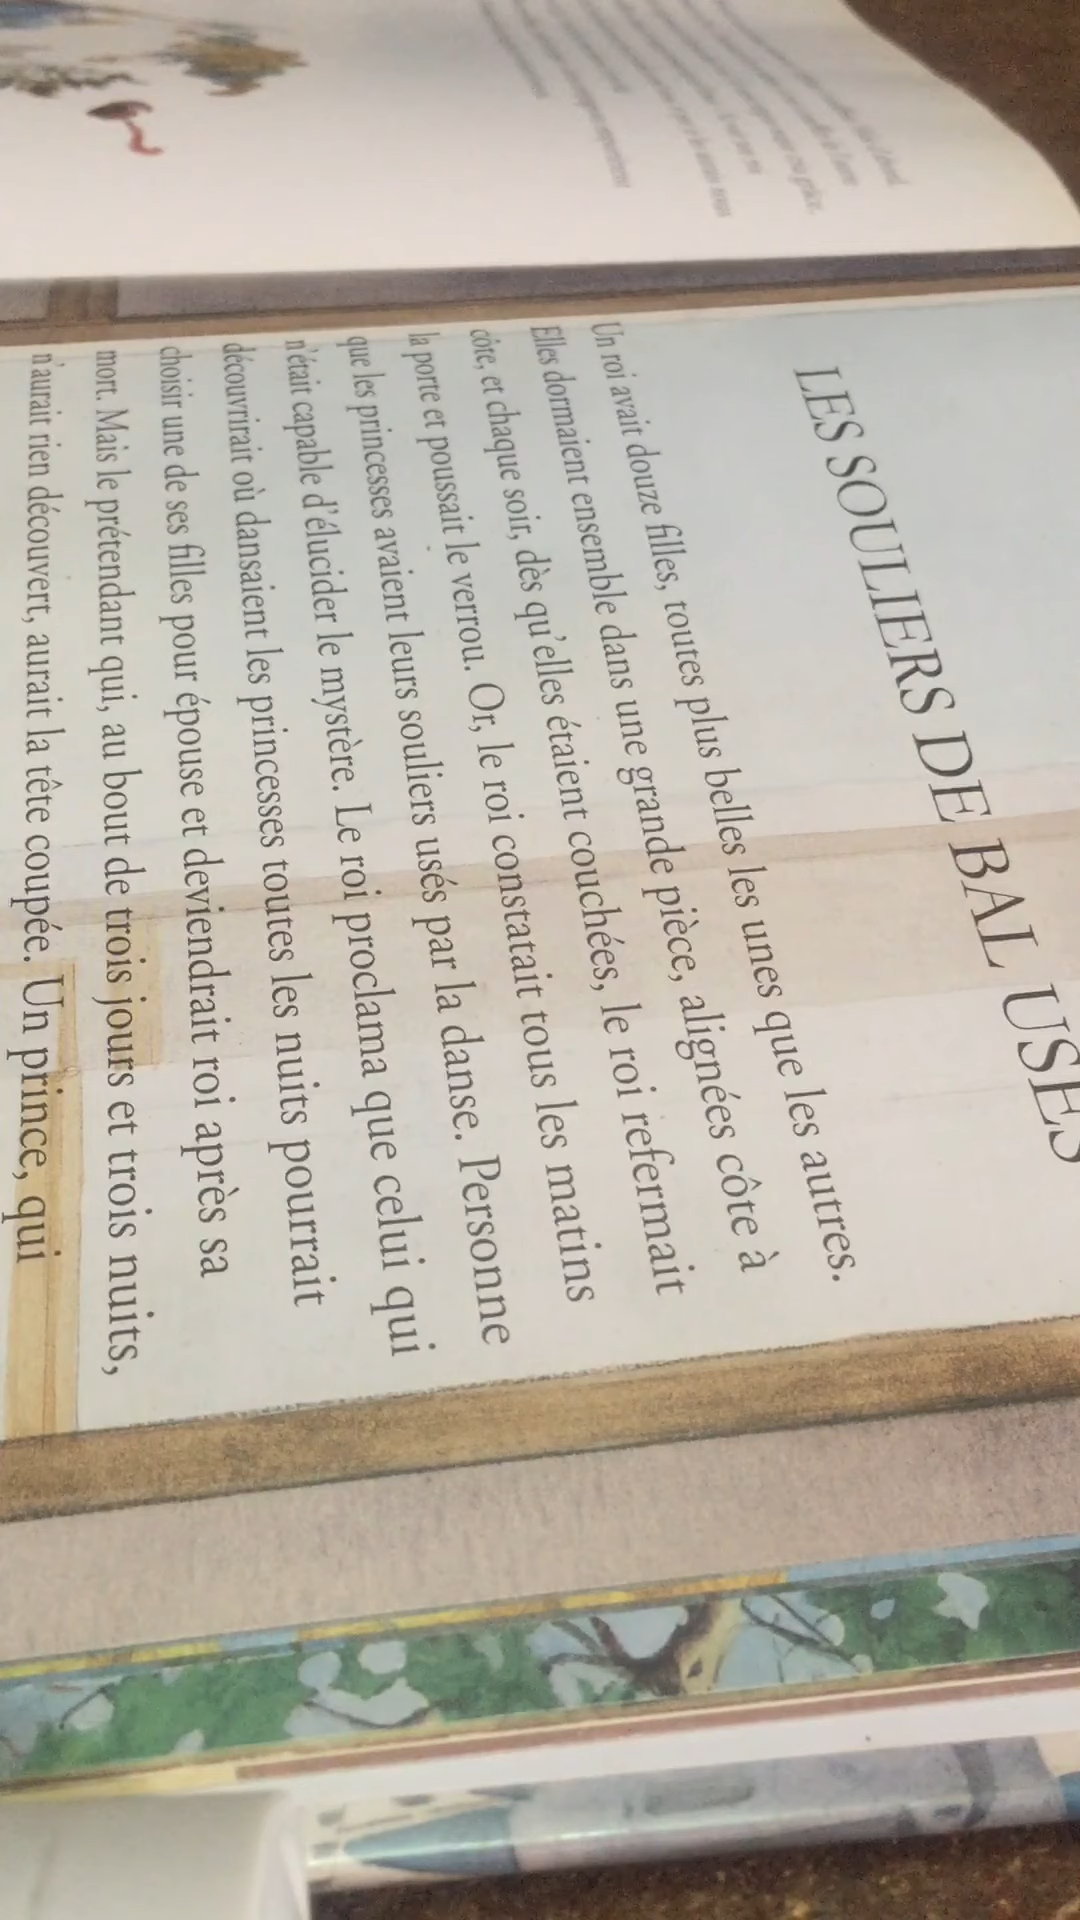 LES SOULIERS DE BAL USÉS
Un roi avait douze filles, toutes plus belles les unes que les autres.
Elles dormaient ensemble dans une grande pièce, alignées côte à
côte, et chaque soir, dès qu'elles étaient couchées, le roi refermait
la porte et poussait le verrou. Or, le roi constatait tous les matins
que les princesses avaient leurs souliers usés par la danse. Personne
n'était capable d'élucider le mystère. Le roi proclama que celui qui
découvrirait où dansaient les princesses toutes les nuits pourrait
choisir une de ses filles pour épouse et deviendrait roi après sa
mort. Mais le prétendant qui, au bout de trois jours et trois nuits,
n'aurait rien découvert, aurait la tête coupée. Un prince, qui